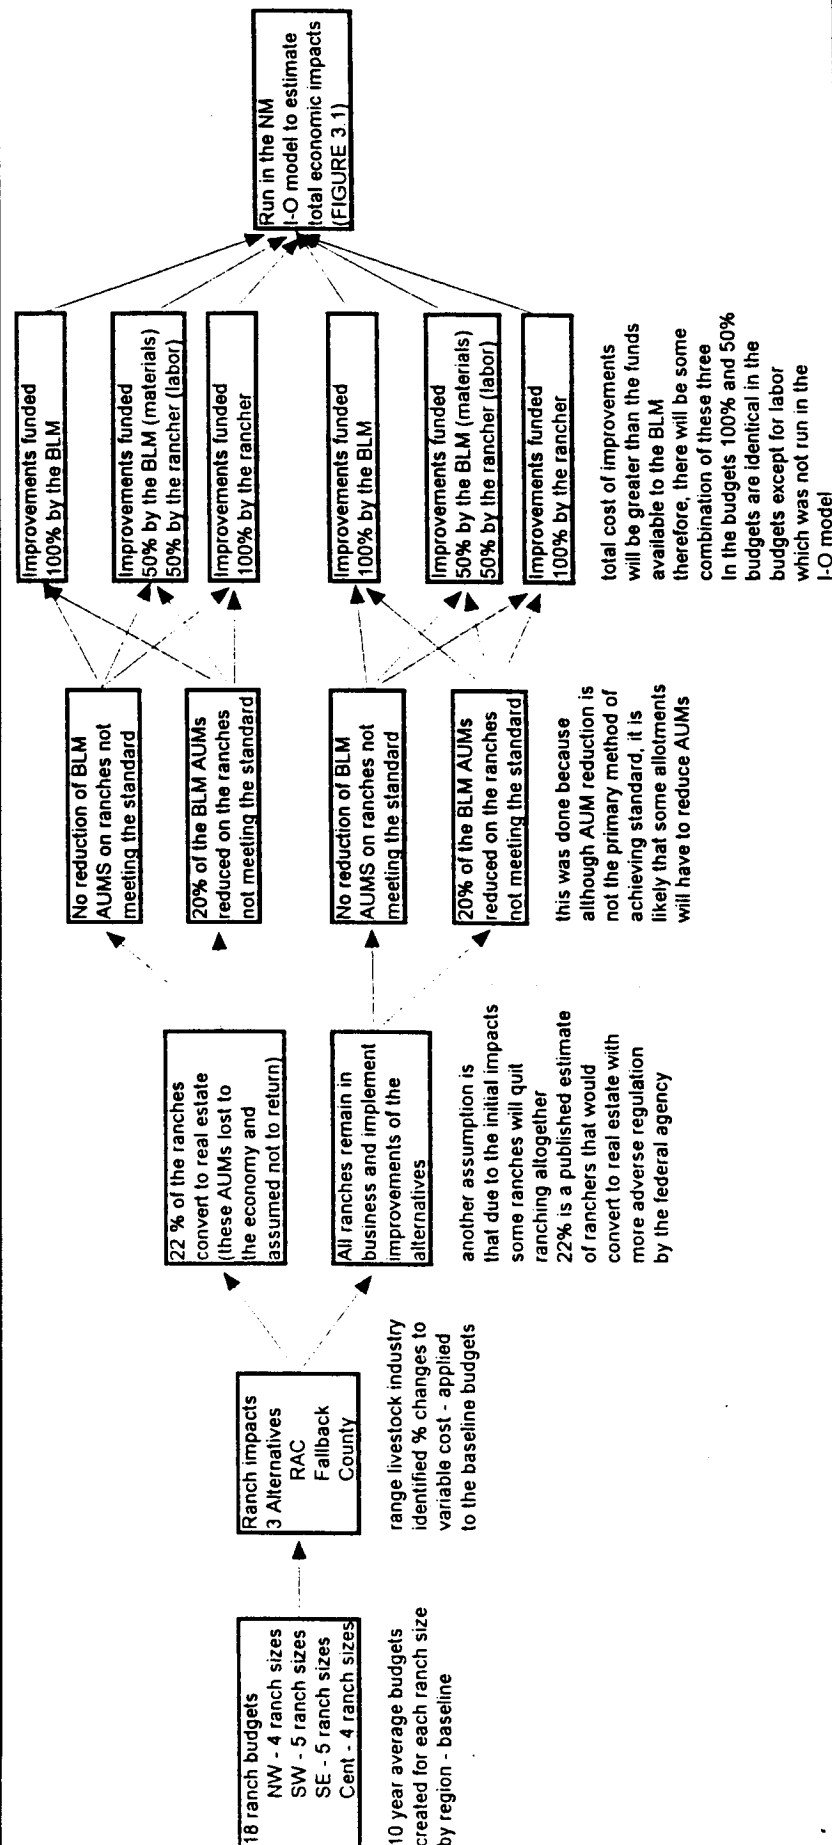 18 ranch budgets
NW - 4 ranch sizes
SW - 5 ranch sizes
SE - 5 ranch sizes
Cent - 4 ranch sizes
10 year average budgets
created for each ranch size
by region - baseline
Ranch impacts
3 Alternatives
RAC
Fallback
County
range livestock industry
identified % changes to
variable cost - applied
to the baseline budgets
22 % of the ranches
convert to real estate
(these AUMs lost to
the economy and
assumed not to return)
All ranches remain in
business and implement
improvements of the
alternatives
another assumption is
that due to the initial impacts
some ranches will quit
ranching altogether
22% is a published estimate
of ranchers that would
convert to real estate with
more adverse regulation
by the federal agency
No reduction of BLM
AUMS on ranches not
meeting the standard
20% of the BLM AUMs
reduced on the ranches
not meeting the standard
No reduction of BLM
AUMS on ranches not
meeting the standard
20% of the BLM AUMs
reduced on the ranches
not meeting the standard
this was done because
although AUM reduction is
not the primary method of
achieving standard, it is
likely that some allotments
will have to reduce AUMs
Improvements funded
100% by the BLM
Improvements funded
50% by the BLM (materials)
50% by the rancher (labor)
Improvements funded
100% by the rancher
Improvements funded
100% by the BLM
Improvements funded
50% by the BLM (materials)
50% by the rancher (labor)
Improvements funded
100% by the rancher
total cost of improvements
will be greater than the funds
available to the BLM
therefore, there will be some
combination of these three
In the budgets 100% and 50%
budgets are identical in the
budgets except for labor
which was not run in the
I-O model
Run in the NM
I-O model to estimate
total economic impacts
(FIGURE 3.1)